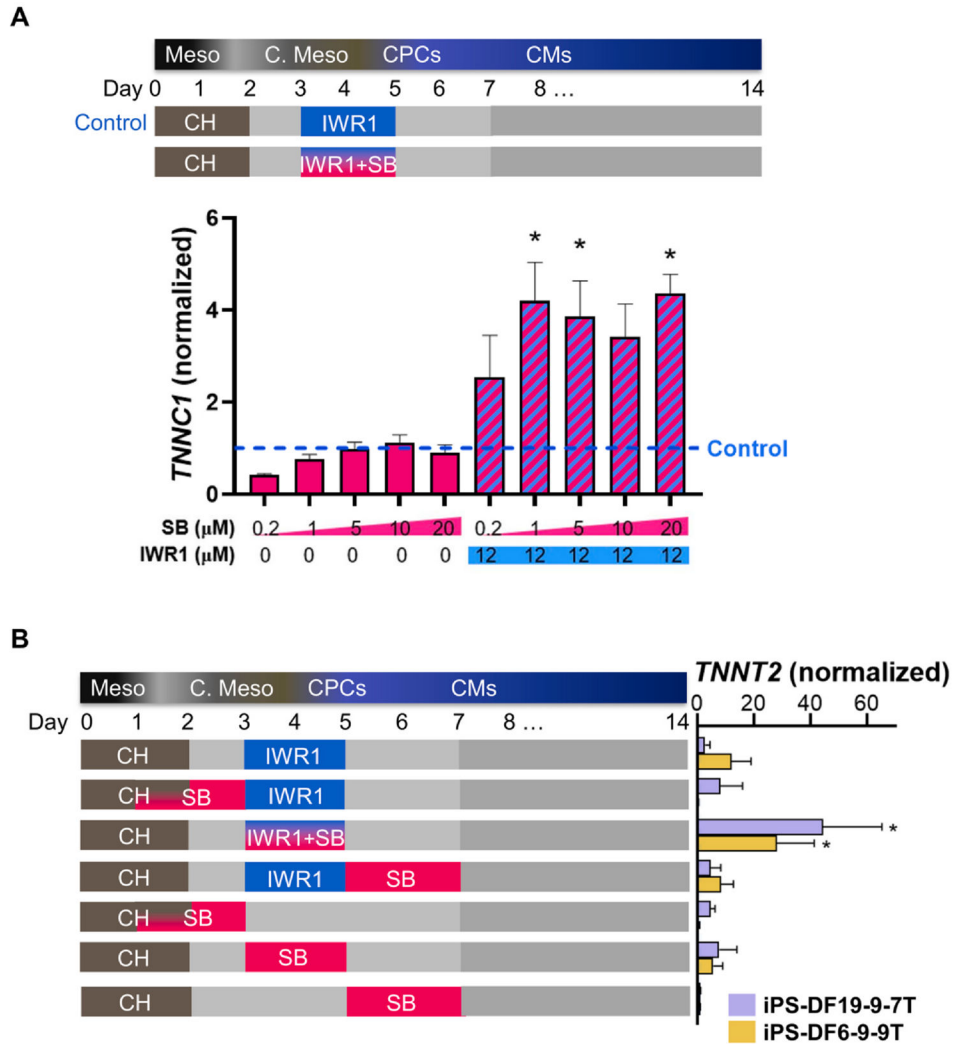 A
Meso C. Meso CPCs CMs
Day 0 1 2 3 4 5 6 7 8 ... 14
Control CH IWR1
CH IWR1+SB
TNNC1 (normalized)
6
4
2
0
* * *
Control
SB (μM) 0.2 1 5 10 20 0.2 1 5 10 20
IWR1 (μM) 0 0 0 0 0 12 12 12 12 12
B
TNNT2 (normalized)
Meso C. Meso CPCs CMs
0 20 40 60
Day 0 1 2 3 4 5 6 7 8 ... 14
CH IWR1
CH SB IWR1
CH IWR1+SB *
*
CH IWR1 SB
CH SB
CH SB
CH SB
iPS-DF19-9-7T
iPS-DF6-9-9T